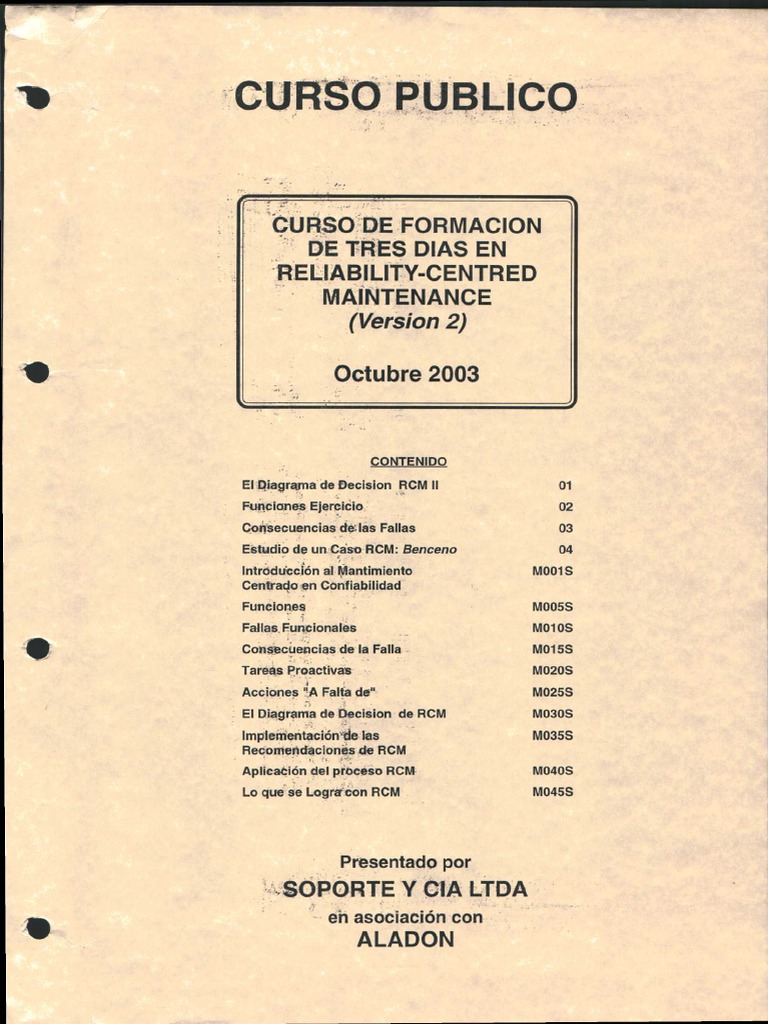 CURSO PUBLICO
CURSO DE FORMACION
DE TRES DIAS EN
RELIABILITY-CENTRED
MAINTENANCE
(Version 2)
Octubre 2003
CONTENIDO
El Diagrama de Decision RCM II 01
Funciones Ejercicio 02
Consecuencias de las Fallas 03
Estudio de un Caso RCM: Benceno 04
Introducción al Mantimiento M001S
Centrado en Confiabilidad
Funciones M005S
Fallas Funcionales M010S
Consecuencias de la Falla M015S
Tareas Proactivas M020S
Acciones "A Falta de" M025S
El Diagrama de Decision de RCM M030S
Implementación de las M035S
Recomendaciones de RCM
Aplicación del proceso RCM M040S
Lo que se Logra con RCM M045S
Presentado por
SOPORTE Y CIA LTDA
en asociación con
ALADON